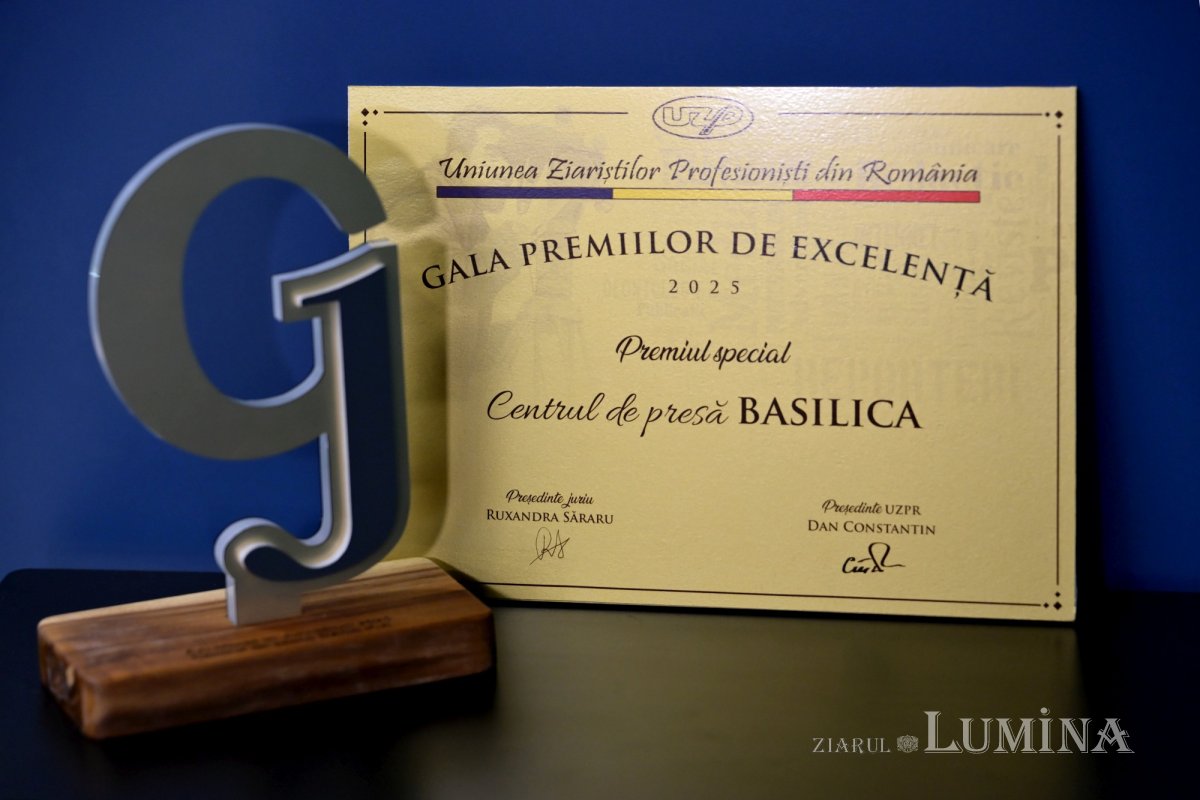 UZP
Uniunea Ziariștilor Profesioniști din România
GALA PREMIILOR DE EXCELENȚĂ
2025
Premiul special
Centrul de presă BASILICA
Președinte juriu
RUXANDRA SĂRARU
Președinte UZPR
DAN CONSTANTIN
ZIARUL LUMINA